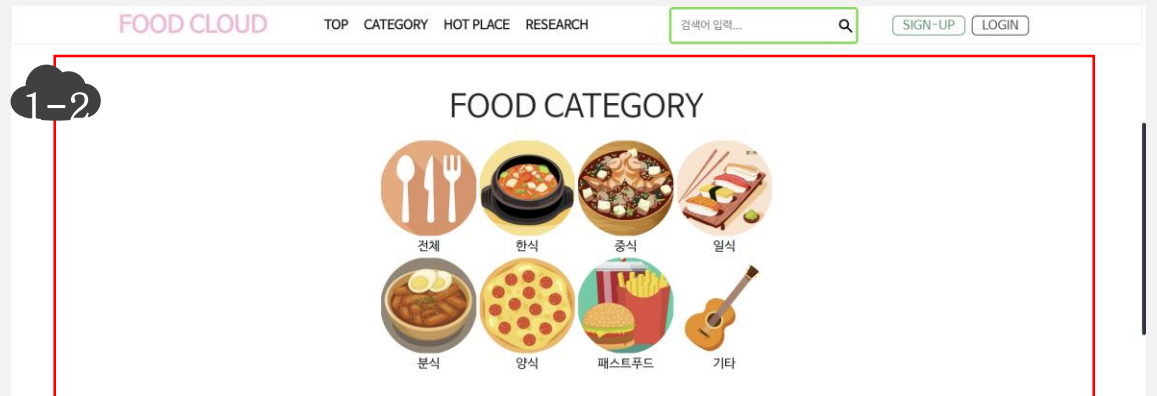 FOOD CLOUD TOP CATEGORY HOT PLACE RESEARCH 검색어 입력... SIGN-UP LOGIN
1-2
FOOD CATEGORY
전체 한식 중식 일식
분식 양식 패스트푸드 기타